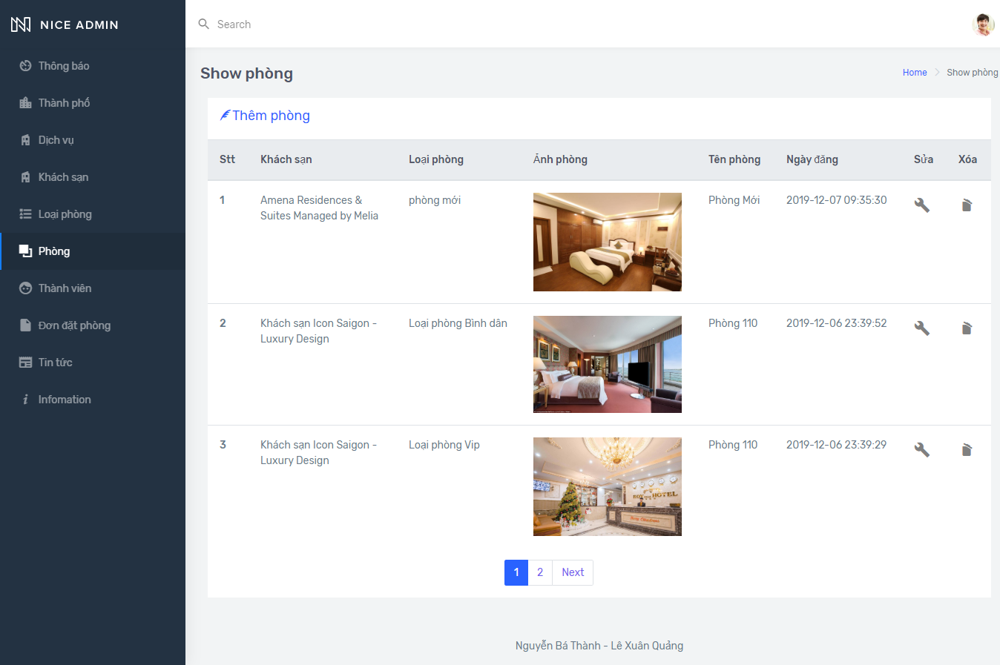 NICE ADMIN
Search
Thông báo
Thành phố
Dịch vụ
Khách sạn
Loại phòng
Phòng
Thành viên
Đơn đặt phòng
Tin tức
Infomation
Show phòng
Home > Show phòng
Thêm phòng
Stt Khách sạn Loại phòng Ảnh phòng Tên phòng Ngày đăng Sửa Xóa
1 Amena Residences & phòng mới Phòng Mới 2019-12-07 09:35:30
Suites Managed by Melia
2 Khách sạn Icon Saigon - Loại phòng Bình dân Phòng 110 2019-12-06 23:39:52
Luxury Design
3 Khách sạn Icon Saigon - Loại phòng Vip Phòng 110 2019-12-06 23:39:29
Luxury Design
HOTEL
1 2 Next
Nguyễn Bá Thành - Lê Xuân Quảng